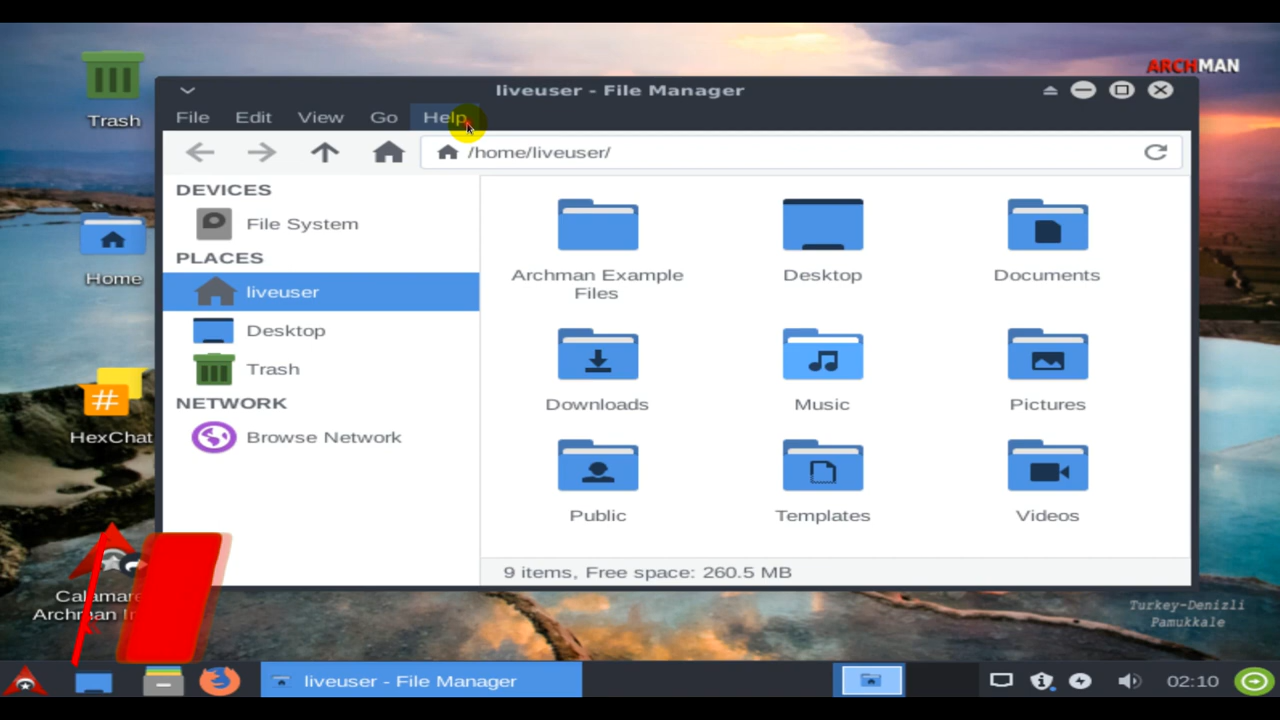 ARCHMAN
Trash
Home
HexChat
Archman
liveuser - File Manager
File Edit View Go Help
/home/liveuser/
DEVICES
File System
PLACES
liveuser
Desktop
Trash
NETWORK
Browse Network
Archman Example
Files
Desktop
Documents
Downloads
Music
Pictures
Public
Templates
Videos
9 items, Free space: 260.5 MB
Turkey-Denizli
Pamukkale
liveuser - File Manager
02:10